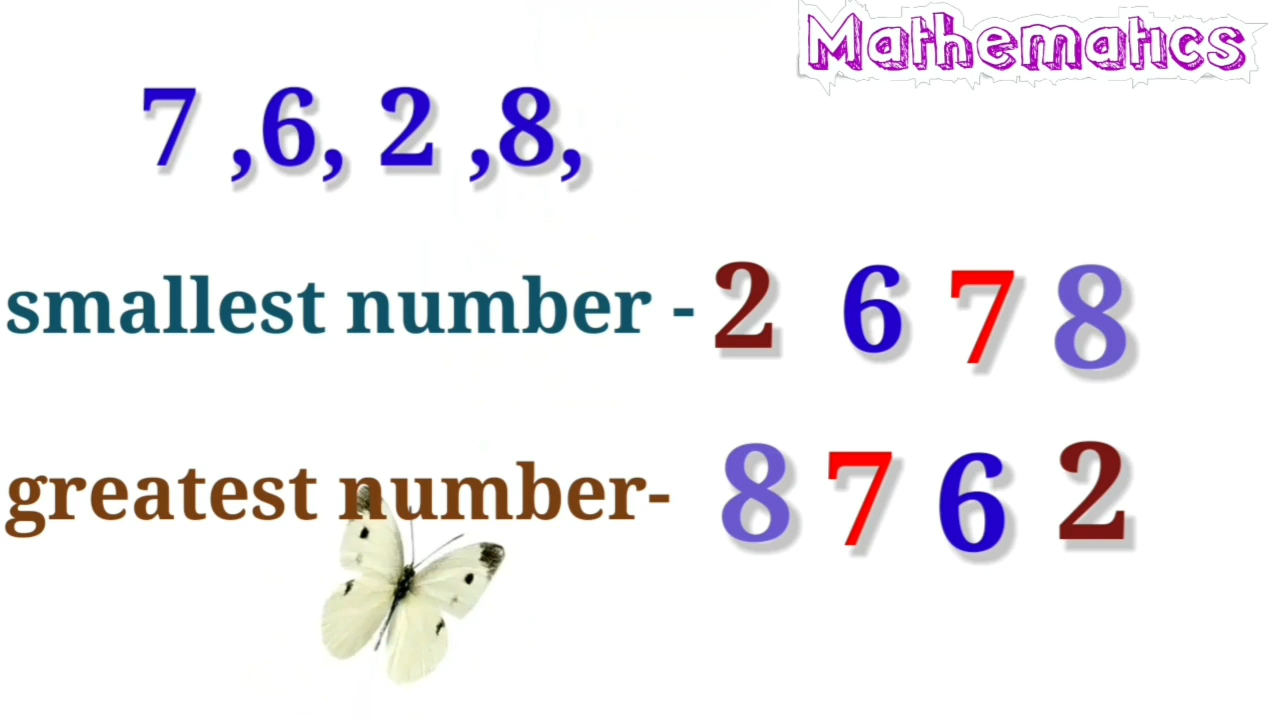 Mathematics
7 ,6, 2 ,8,
smallest number - 2 6 7 8
greatest number- 8 7 6 2